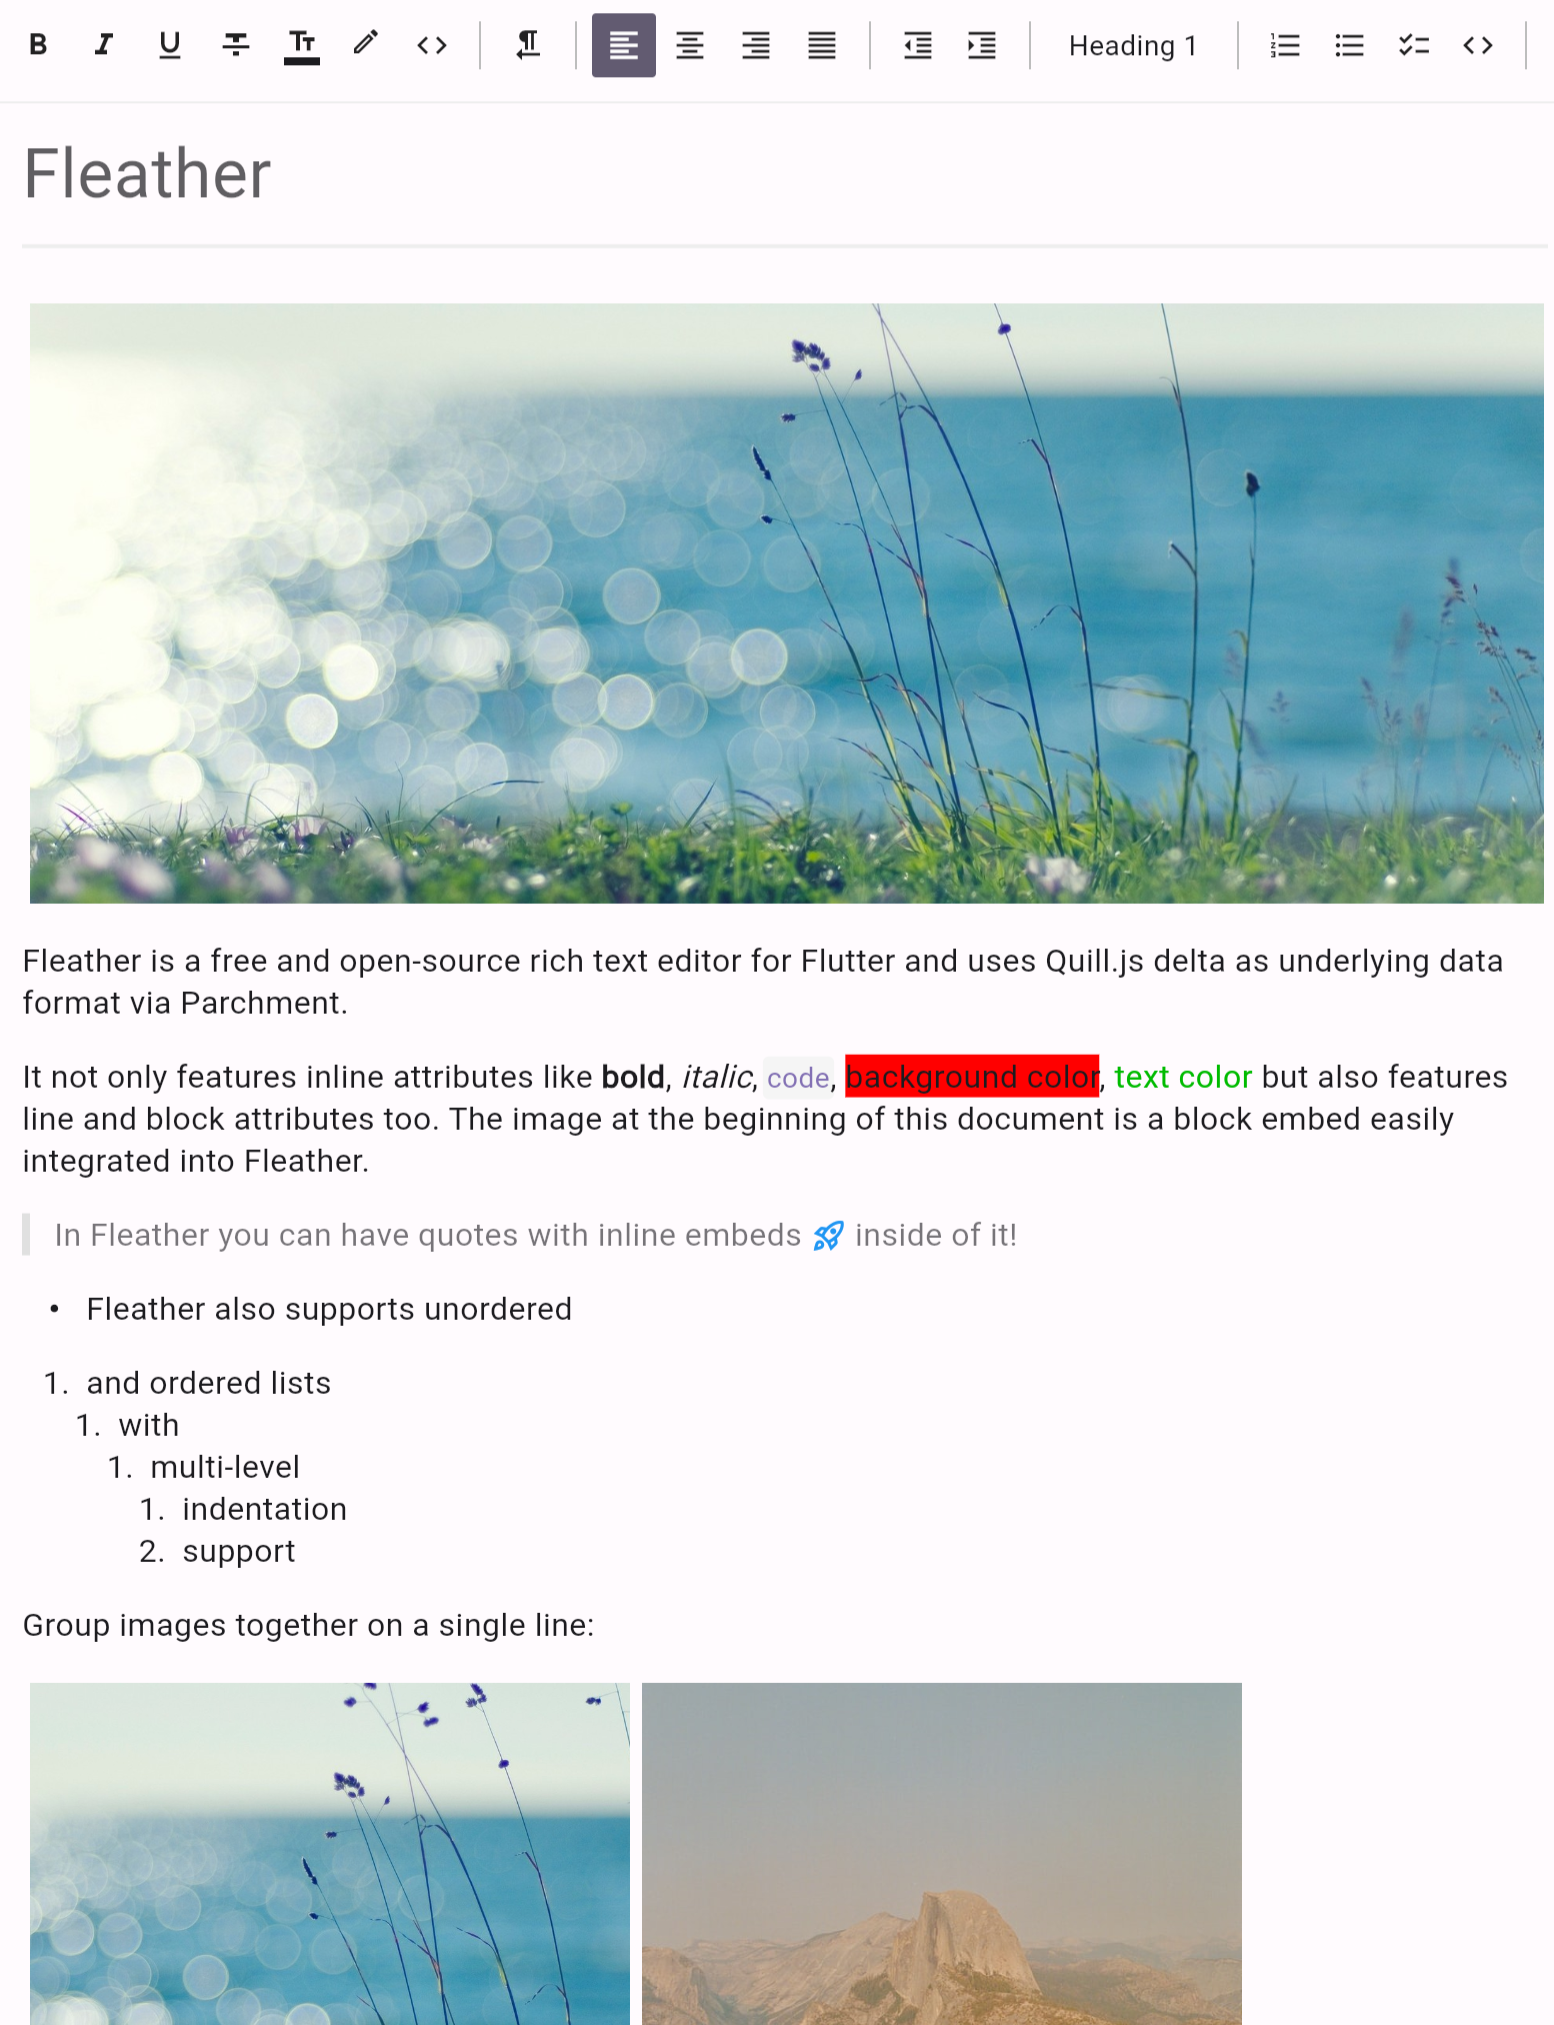 Heading 1
Fleather
Fleather is a free and open-source rich text editor for Flutter and uses Quill.js delta as underlying data
format via Parchment.
It not only features inline attributes like bold, italic, code, background color, text color but also features
line and block attributes too. The image at the beginning of this document is a block embed easily
integrated into Fleather.
In Fleather you can have quotes with inline embeds 🚀 inside of it!
• Fleather also supports unordered
1. and ordered lists
1. with
1. multi-level
1. indentation
2. support
Group images together on a single line: